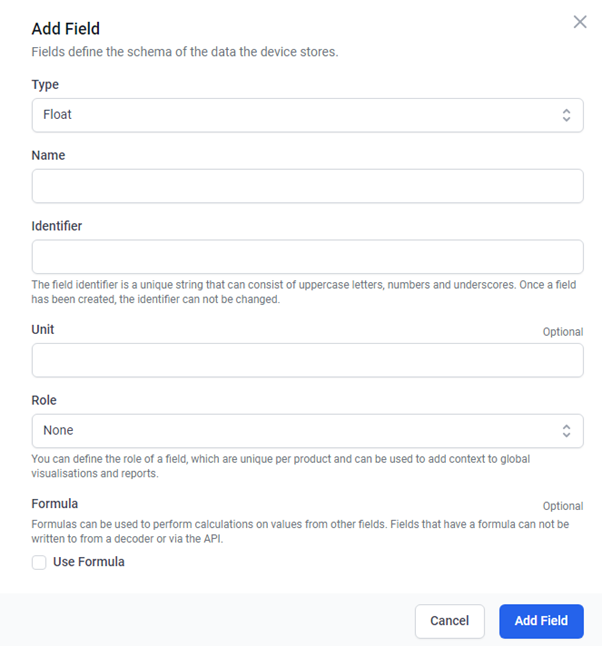 Add Field
Fields define the schema of the data the device stores.
Type
Float
Name
Identifier
The field identifier is a unique string that can consist of uppercase letters, numbers and underscores. Once a field
has been created, the identifier can not be changed.
Unit
Optional
Role
None
You can define the role of a field, which are unique per product and can be used to add context to global
visualisations and reports.
Formula
Optional
Formulas can be used to perform calculations on values from other fields. Fields that have a formula can not be
written to from a decoder or via the API.
Use Formula
Cancel
Add Field